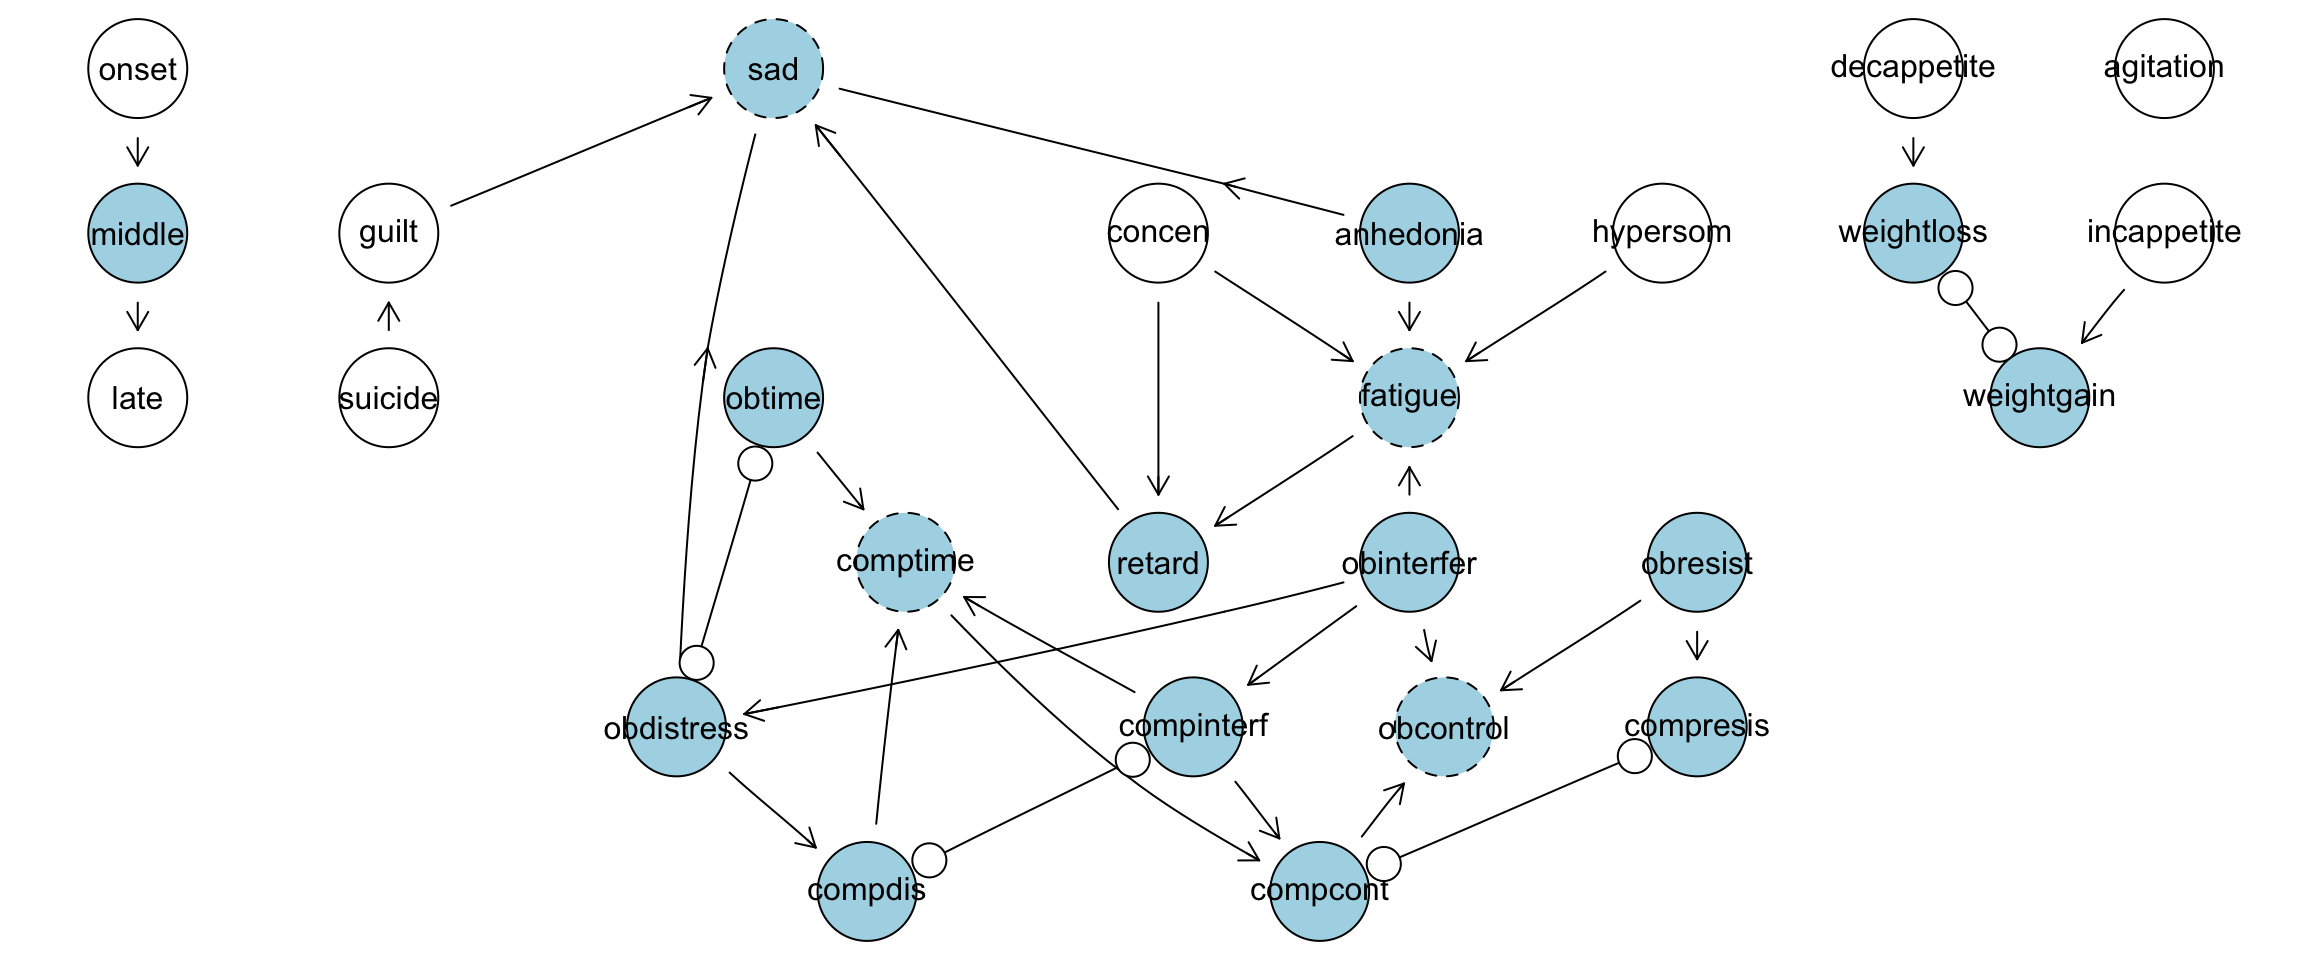 onset
sad
decappetite
agitation
middle
guilt
concen
anhedonia
hypersom
weightloss
incappetite
late
suicide
obtime
fatigue
weightgain
comptime
retard
obinterfer
obresist
obdistress
compinterf
obcontrol
compresis
compdis
compcont